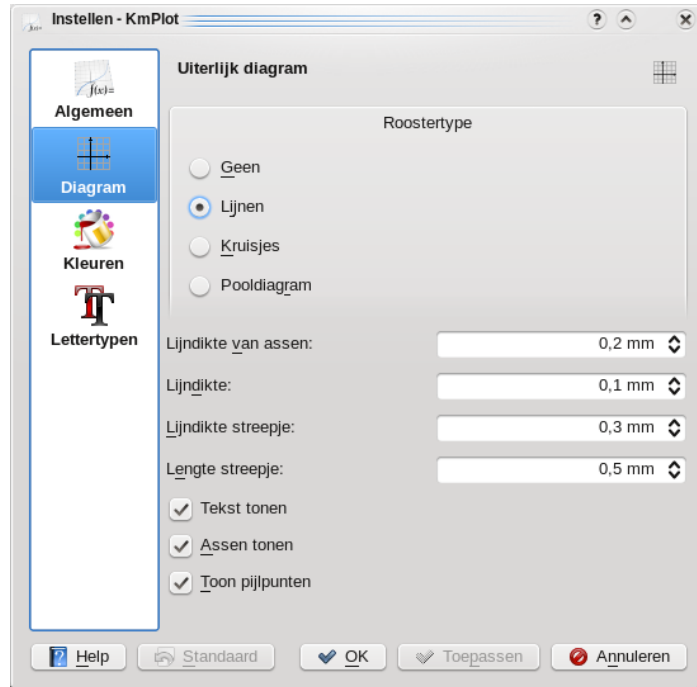 Instellen - KmPlot
Algemeen
Diagram
Kleuren
Lettertypen
Uiterlijk diagram
Roostertype
Geen
Lijnen
Kruisjes
Pooldiagram
Lijndikte van assen: 0,2 mm
Lijndikte: 0,1 mm
Lijndikte streepje: 0,3 mm
Lengte streepje: 0,5 mm
Tekst tonen
Assen tonen
Toon pijlpunten
Help Standaard OK Toepassen Annuleren